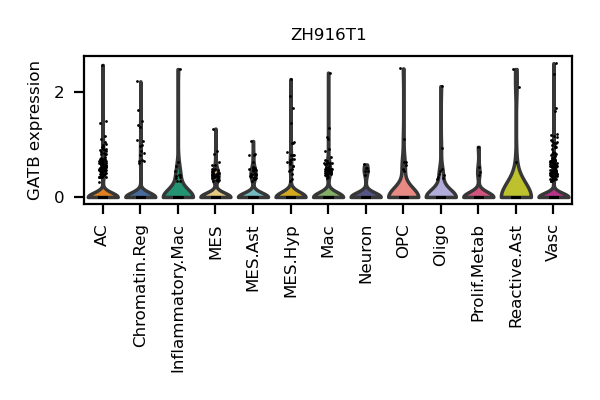 ZH916T1
GATB expression
2
0
AC
Chromatin.Reg
Inflammatory.Mac
MES
MES.Ast
MES.Hyp
Mac
Neuron
OPC
Oligo
Prolif.Metab
Reactive.Ast
Vasc